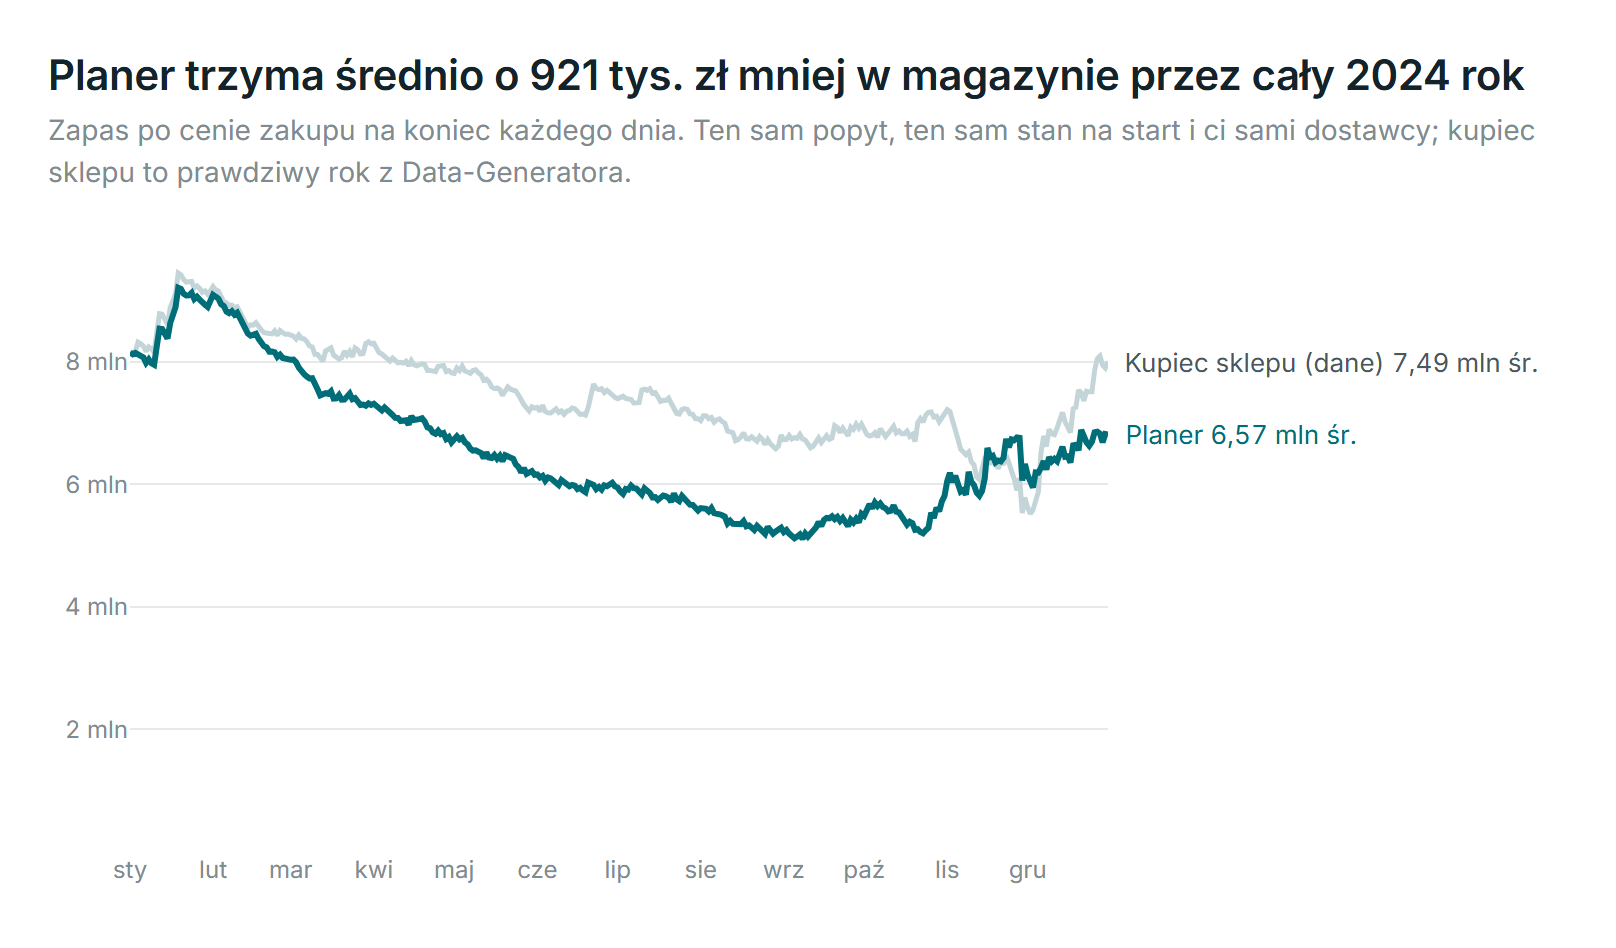 Planer trzyma średnio o 921 tys. zł mniej w magazynie przez cały 2024 rok
Zapas po cenie zakupu na koniec każdego dnia. Ten sam popyt, ten sam stan na start i ci sami dostawcy; kupiec
sklepu to prawdziwy rok z Data-Generatora.
8 mln
Kupiec sklepu (dane) 7,49 mln śr.
Planer 6,57 mln śr.
6 mln
4 mln
2 mln
sty lut mar kwi maj cze lip sie wrz paź lis gru